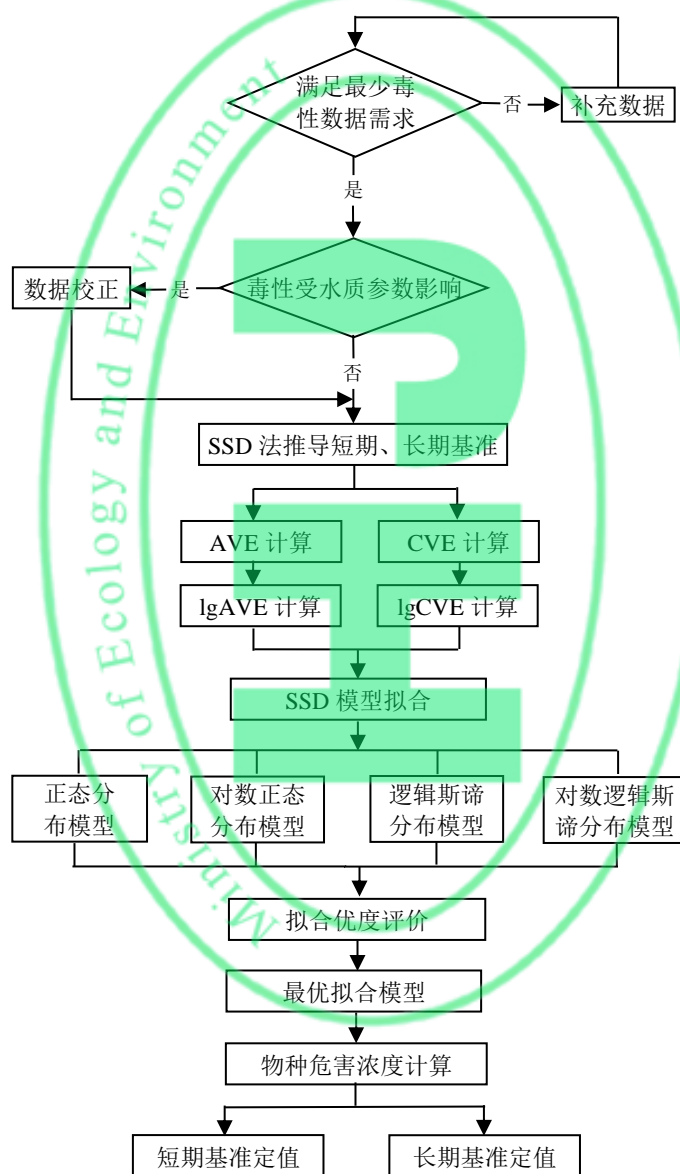 满足最少毒
性数据需求
否
补充数据
是
毒性受水质参数影响
是
数据校正
否
SSD 法推导短期、长期基准
AVE 计算
CVE 计算
lgAVE 计算
lgCVE 计算
SSD 模型拟合
正态分
布模型
对数正态
分布模型
逻辑斯谛
分布模型
对数逻辑斯
谛分布模型
拟合优度评价
最优拟合模型
物种危害浓度计算
短期基准定值
长期基准定值
Ministry of Ecology and Environment